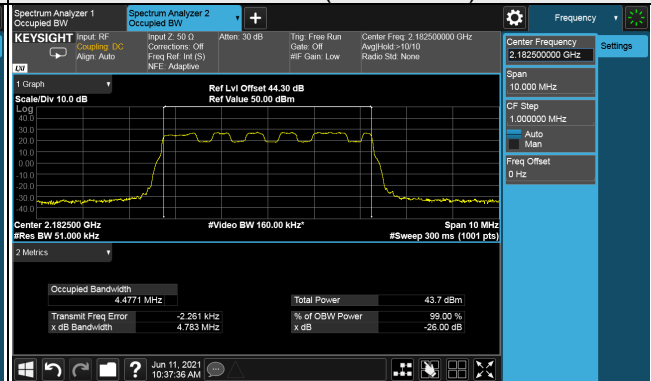 Spectrum Analyzer 1
Occupied BW
Spectrum Analyzer 2
Occupied BW
▼
+
Frequency ▼
KEYSIGHT
Input: RF
Coupling: DC
Align: Auto
Input Z: 50 Ω
Corrections: Off
Freq Ref: Int (S)
NFE: Adaptive
Atten: 30 dB
Trig: Free Run
Gate: Off
#IF Gain: Low
Center Freq: 2.182500000 GHz
Avg|Hold:>10/10
Radio Std: None
LXI
Center Frequency
2.182500000 GHz
Settings
Span
10.000 MHz
CF Step
1.000000 MHz
Auto
Man
Freq Offset
0 Hz
1 Graph ▼
Scale/Div 10.0 dB
Ref Lvl Offset 44.30 dB
Ref Value 50.00 dBm
Log
40.0
30.0
20.0
10.0
0.00
-10.0
-20.0
-30.0
-40.0
Center 2.182500 GHz
#Res BW 51.000 kHz
#Video BW 160.00 kHz*
Span 10 MHz
#Sweep 300 ms (1001 pts)
2 Metrics ▼
Occupied Bandwidth
4.4771 MHz
Total Power 43.7 dBm
Transmit Freq Error -2.261 kHz
% of OBW Power 99.00 %
x dB Bandwidth 4.783 MHz
x dB -26.00 dB
?
Jun 11, 2021
10:37:36 AM